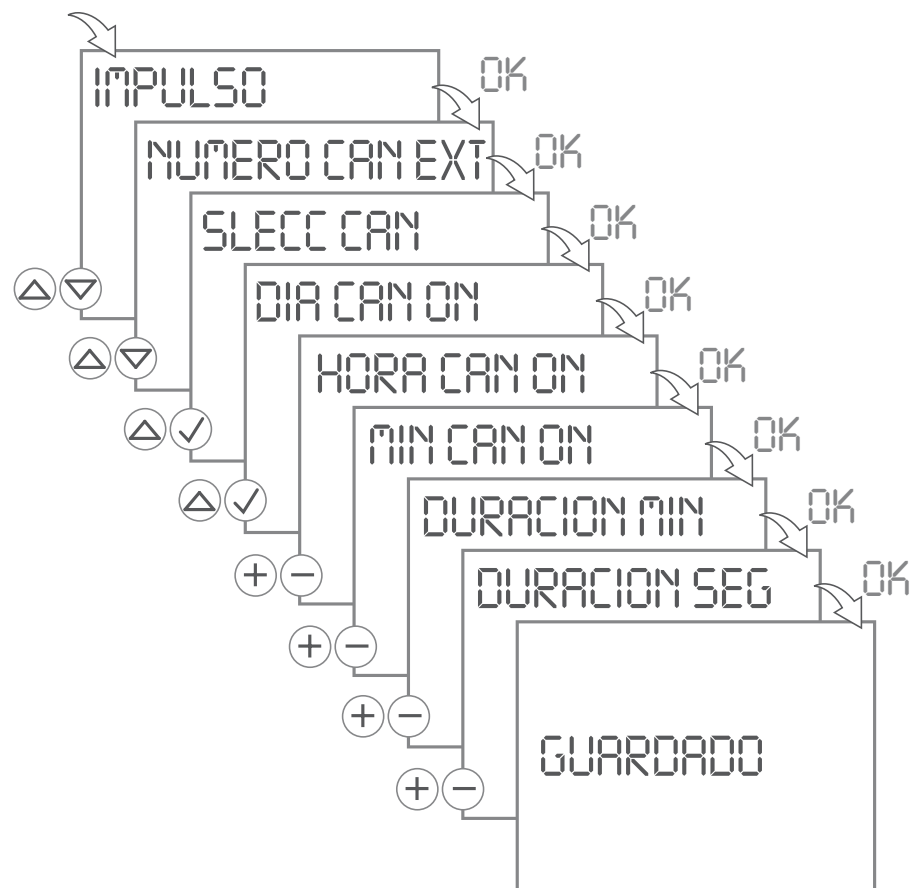 IMPULSO
OK
NUMERO CAN EXT
OK
SLECC CAN
OK
DIA CAN ON
OK
HORA CAN ON
OK
MIN CAN ON
OK
DURACION MIN
OK
DURACION SEG
OK
GUARDADO